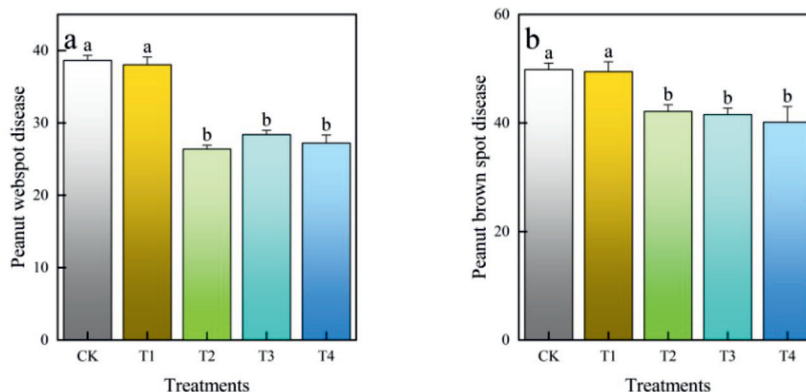 a
Peanut webspot disease
40
30
20
10
0
a
a
b
b
b
CK
T1
T2
T3
T4
Treatments
b
Peanut brown spot disease
60
40
20
0
a
a
b
b
b
CK
T1
T2
T3
T4
Treatments